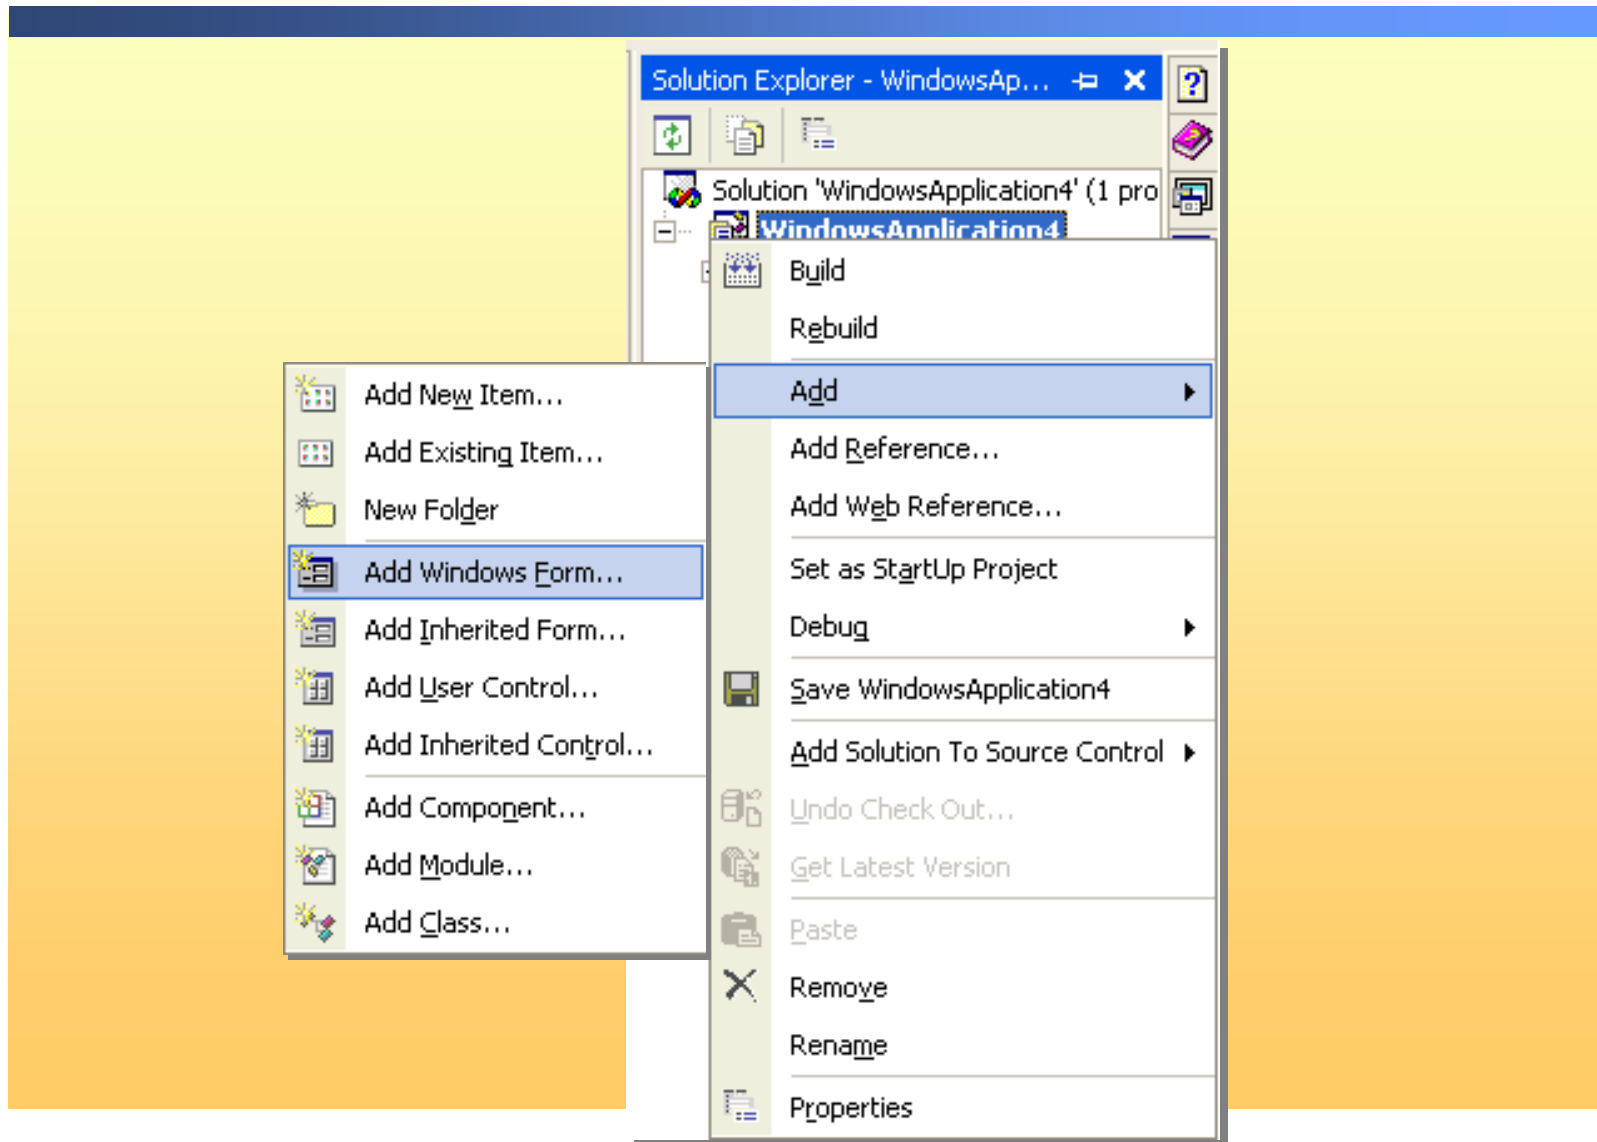 Solution Explorer - WindowsAp...
Solution 'WindowsApplication4' (1 pro
WindowsApplication4
Build
Rebuild
Add
Add Reference...
Add Web Reference...
Set as StartUp Project
Debug
Save WindowsApplication4
Add Solution To Source Control
Undo Check Out...
Get Latest Version
Paste
Remove
Rename
Properties
Add New Item...
Add Existing Item...
New Folder
Add Windows Form...
Add Inherited Form...
Add User Control...
Add Inherited Control...
Add Component...
Add Module...
Add Class...